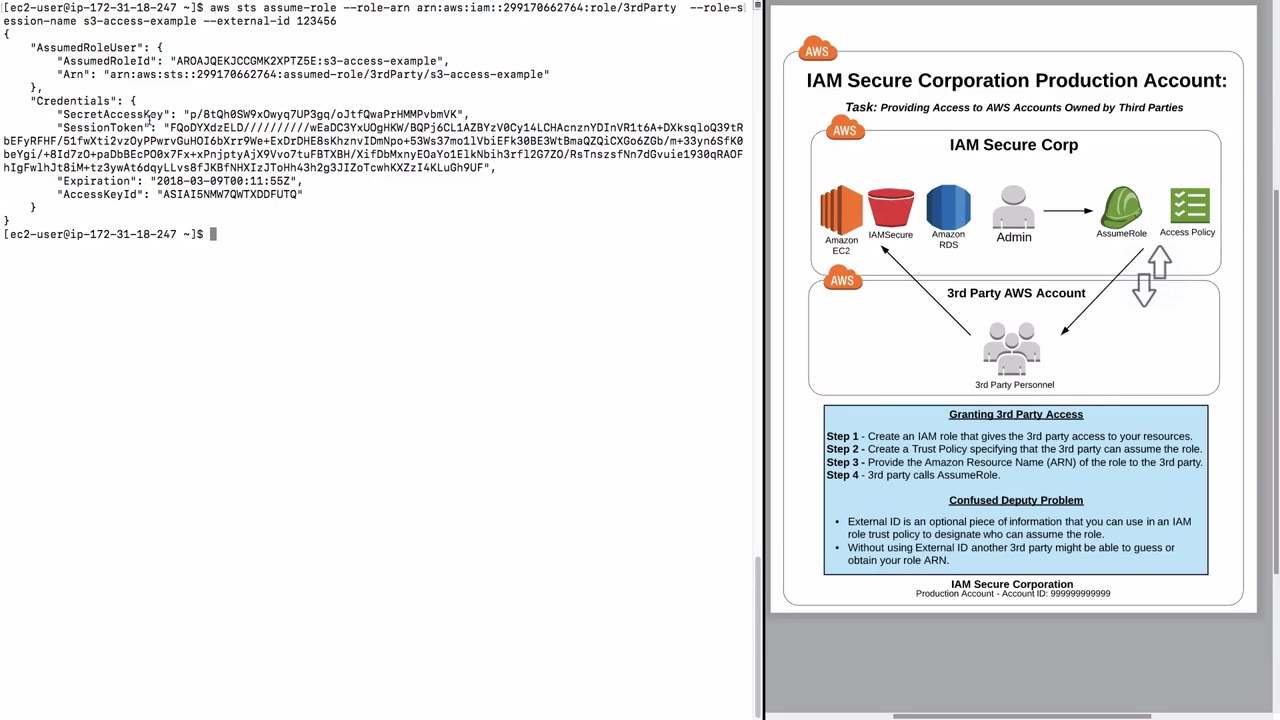 [ec2-user@ip-172-31-18-247 ~]$ aws sts assume-role --role-arn arn:aws:iam::299170662764:role/3rdParty  --role-s
ession-name s3-access-example --external-id 123456
{
    "AssumedRoleUser": {
        "AssumedRoleId": "AROAJQEKJCCGMK2XPTZ5E:s3-access-example",
        "Arn": "arn:aws:sts::299170662764:assumed-role/3rdParty/s3-access-example"
    },
    "Credentials": {
        "SecretAccessKey": "p/8tQh0SW9xOwyq7UP3gq/oJtfQwaPrHMMPvbmVK",
        "SessionToken": "FQoDYXdzELD//////////wEaDC3YxUOgHKW/BQPj6CL1AZBYzV0Cy14LCHAcnznYDInVR1t6A+DXksqloQ39tR
bEFyRFHF/51fwXti2vzOyPPwrvGuHOI6bXrr9We+ExDrDHE8sKhznvIDmNpo+53Ws37mo1lVbiEFk30BE3WtBmaQZQiCXGo6ZGb/m+33yn6SfK0
beYgi/+8Id7zO+paDbBEcPO0x7Fx+xPnjptyAjX9Vvo7tuFBTXBH/XifDbMxnyEOaYo1ElkNbih3rfl2G7ZO/RsTnszsfNn7dGvuie1930qRAOF
hIgFwlhJt8iM+tz3ywAt6dqyLLvs8fJKBfNHXIzJToHh43h2g3JIZoTcwhKXZzI4KLuGh9UF",
        "Expiration": "2018-03-09T00:11:55Z",
        "AccessKeyId": "ASIAI5NMW7QWTXDDFUTQ"
    }
}
[ec2-user@ip-172-31-18-247 ~]$
AWS
IAM Secure Corporation Production Account:
Task: Providing Access to AWS Accounts Owned by Third Parties
AWS
IAM Secure Corp
Amazon EC2
IAMSecure
Amazon RDS
Admin
AssumeRole
Access Policy
AWS
3rd Party AWS Account
3rd Party Personnel
Granting 3rd Party Access
Step 1 - Create an IAM role that gives the 3rd party access to your resources.
Step 2 - Create a Trust Policy specifying that the 3rd party can assume the role.
Step 3 - Provide the Amazon Resource Name (ARN) of the role to the 3rd party.
Step 4 - 3rd party calls AssumeRole.
Confused Deputy Problem
• External ID is an optional piece of information that you can use in an IAM
role trust policy to designate who can assume the role.
• Without using External ID another 3rd party might be able to guess or
obtain your role ARN.
IAM Secure Corporation
Production Account - Account ID: 999999999999